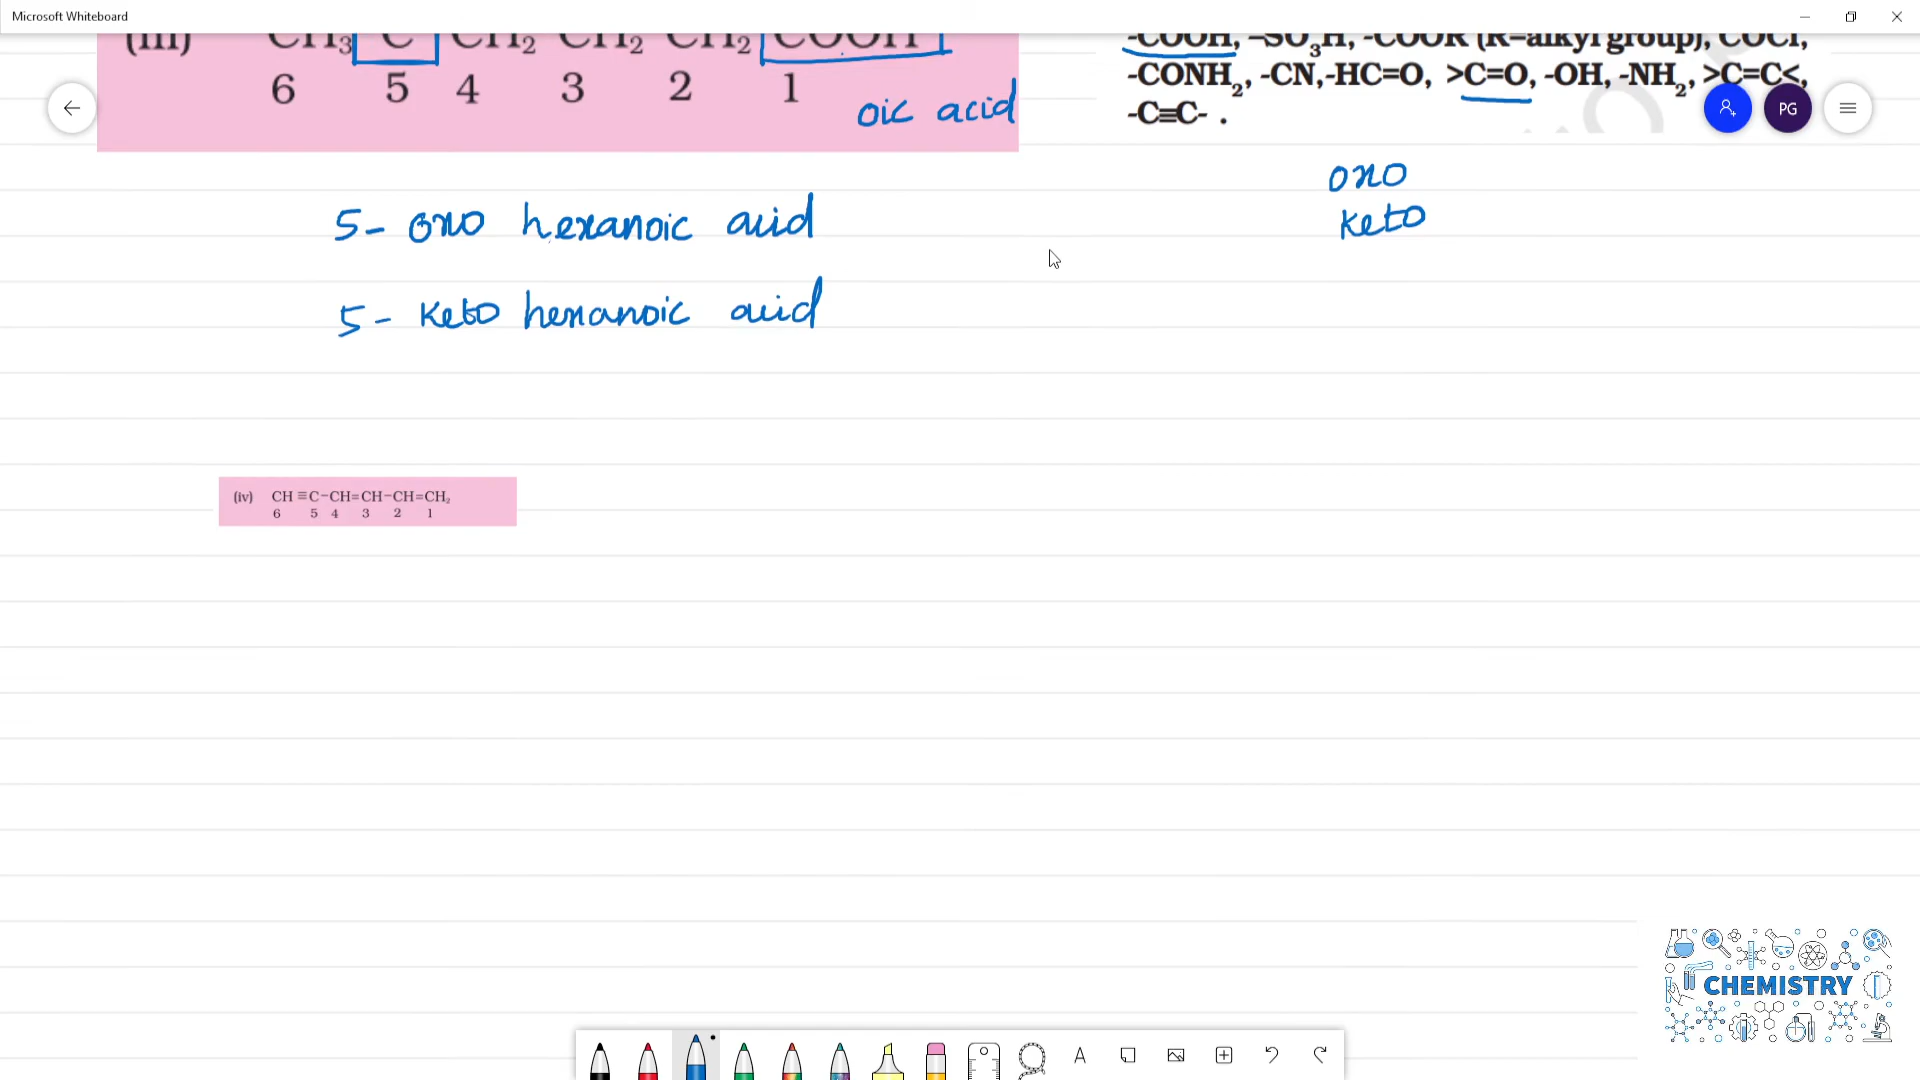 Microsoft Whiteboard
(iii) CH₃ C CH₂ CH₂ CH₂ COOH
6 5 4 3 2 1
oic acid
-COOH, –SO₃H, -COOR (R=alkyl group), COCl,
-CONH₂, -CN,-HC=O, >C=O, -OH, -NH₂, >C=C<,
-C≡C- .
PG
oxo
keto
5- oxo hexanoic acid
5- keto hexanoic acid
(iv) CH ≡C–CH=CH–CH=CH₂
6 5 4 3 2 1
CHEMISTRY
A